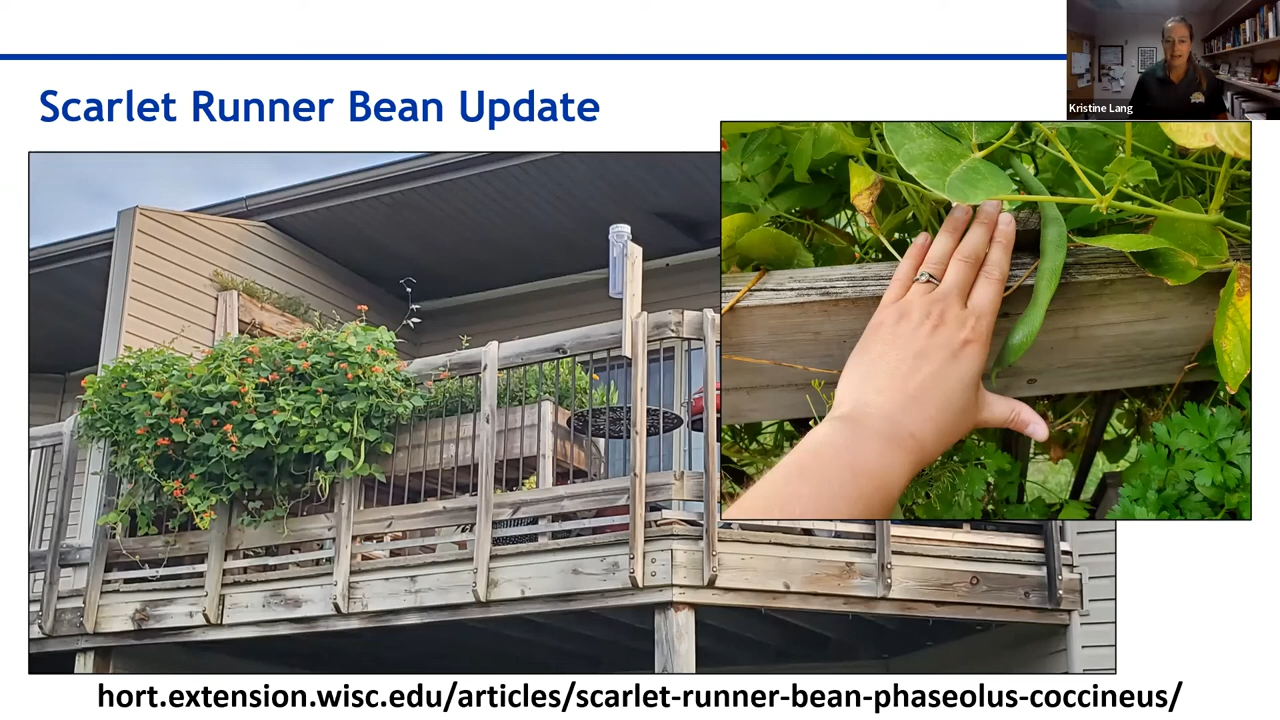 Kristine Lang
Scarlet Runner Bean Update
hort.extension.wisc.edu/articles/scarlet-runner-bean-phaseolus-coccineus/